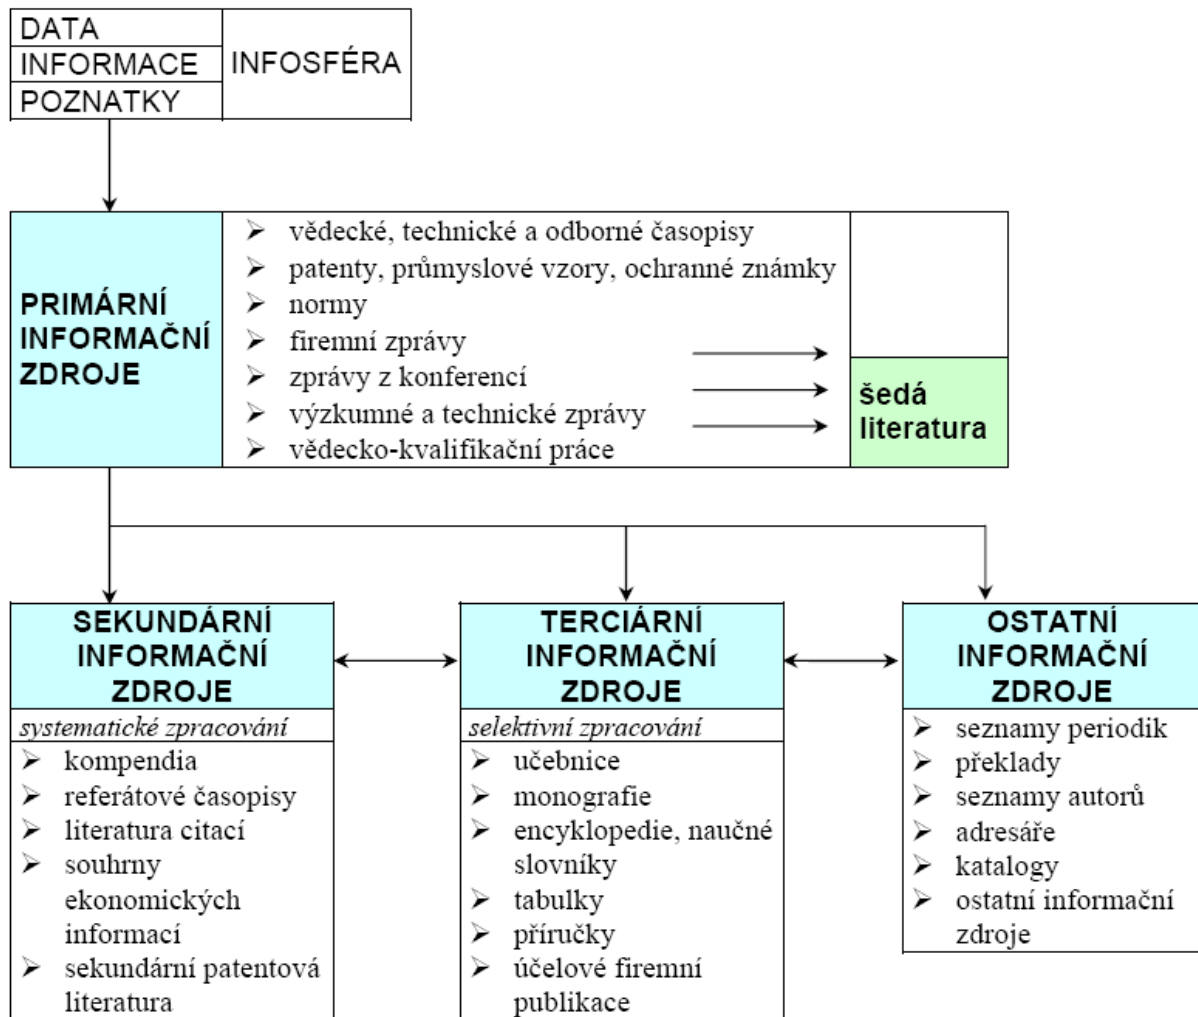 DATA
INFORMACE
POZNATKY
INFOSFÉRA
PRIMÁRNÍ
INFORMAČNÍ
ZDROJE
➢ vědecké, technické a odborné časopisy
➢ patenty, průmyslové vzory, ochranné známky
➢ normy
➢ firemní zprávy
➢ zprávy z konferencí
➢ výzkumné a technické zprávy
➢ vědecko-kvalifikační práce
šedá
literatura
SEKUNDÁRNÍ
INFORMAČNÍ
ZDROJE
systematické zpracování
➢ kompendia
➢ referátové časopisy
➢ literatura citací
➢ souhrny
ekonomických
informací
➢ sekundární patentová
literatura
TERCIÁRNÍ
INFORMAČNÍ
ZDROJE
selektivní zpracování
➢ učebnice
➢ monografie
➢ encyklopedie, naučné
slovníky
➢ tabulky
➢ příručky
➢ účelové firemní
publikace
OSTATNÍ
INFORMAČNÍ
ZDROJE
➢ seznamy periodik
➢ překlady
➢ seznamy autorů
➢ adresáře
➢ katalogy
➢ ostatní informační
zdroje